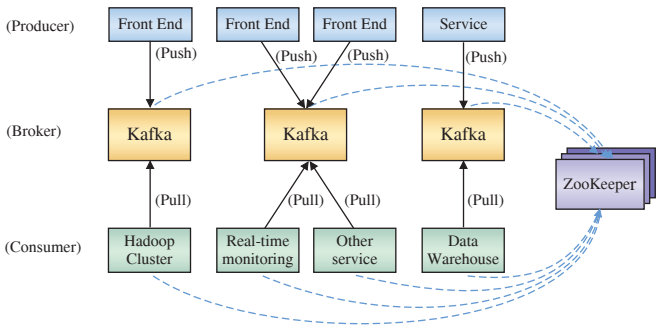 (Producer) Front End Front End Front End Service
(Push) (Push) (Push) (Push)
(Broker) Kafka Kafka Kafka
ZooKeeper
(Pull) (Pull) (Pull) (Pull)
(Consumer) Hadoop Cluster Real-time monitoring Other service Data Warehouse